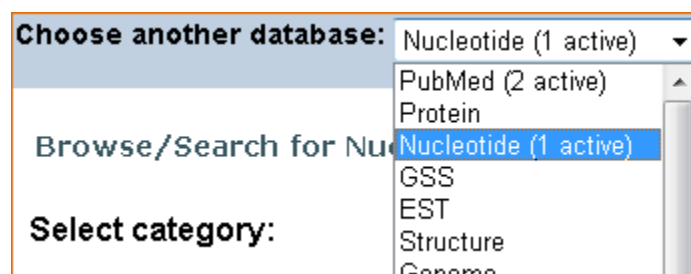 Choose another database: Nucleotide (1 active)
PubMed (2 active)
Protein
Browse/Search for Nucleotide (1 active)
GSS
EST
Select category:
Structure
Genome